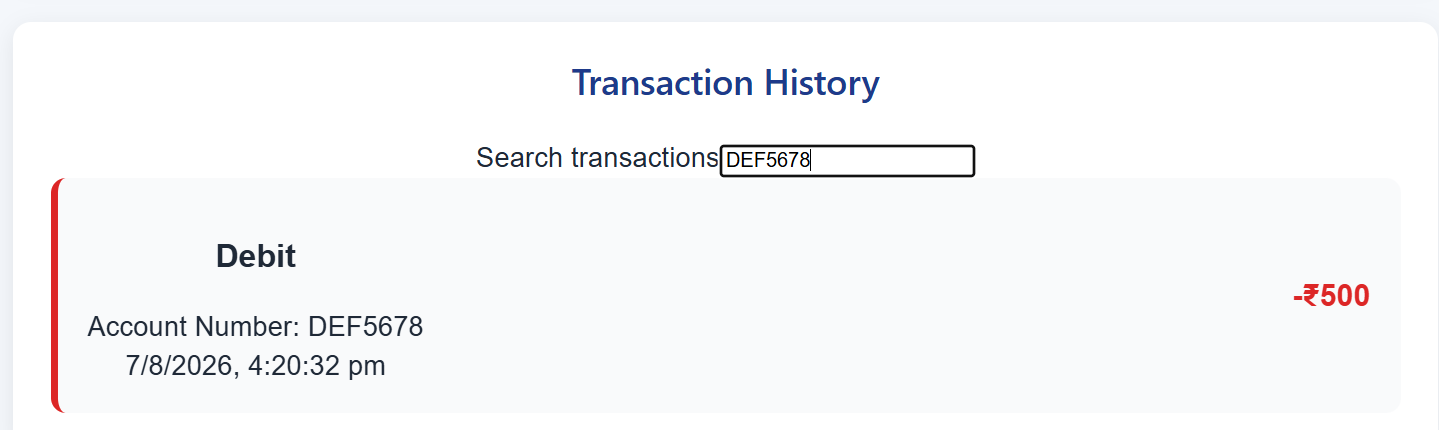 Transaction History
Search transactions DEF5678
Debit
-₹500
Account Number: DEF5678
7/8/2026, 4:20:32 pm